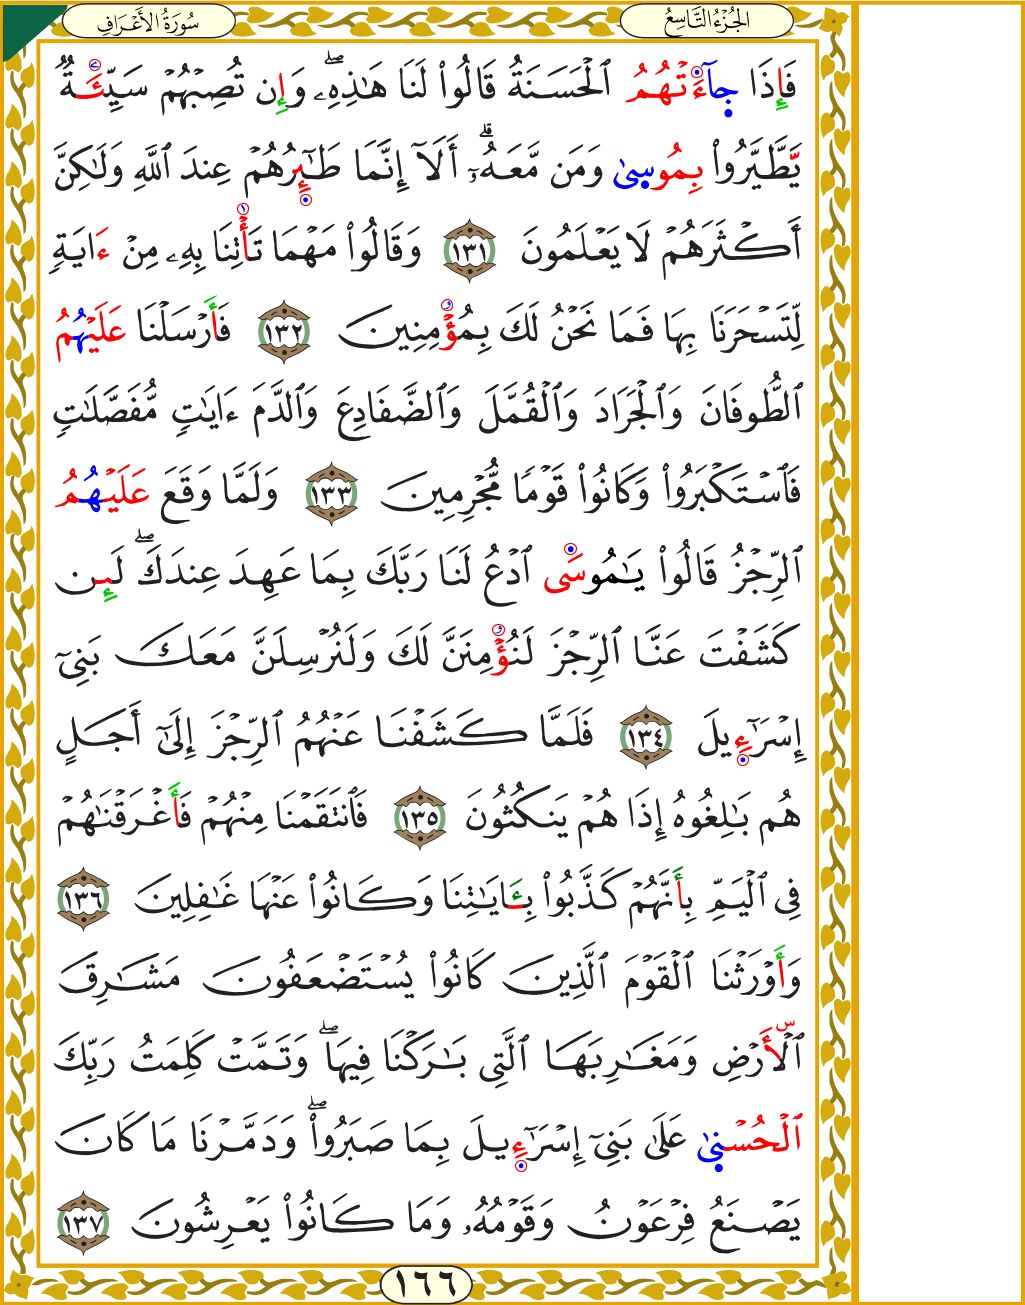 الجُزْءُ التَّاسِعُ
سُورَةُ الأَعْرَافِ
فَإِذَا جَآءَتْهُمُ ٱلْحَسَنَةُ قَالُوا۟ لَنَا هَـٰذِهِۦۖ وَإِن تُصِبْهُمْ سَيِّئَةٌ
يَطَّيَّرُوا۟ بِمُوسَىٰ وَمَن مَّعَهُۥٓۗ أَلَآ إِنَّمَا طَـٰٓئِرُهُمْ عِندَ ٱللَّهِ وَلَـٰكِنَّ
أَكْثَرَهُمْ لَا يَعْلَمُونَ ١٣١ وَقَالُوا۟ مَهْمَا تَأْتِنَا بِهِۦ مِنْ ءَايَةٍ
لِّتَسْحَرَنَا بِهَا فَمَا نَحْنُ لَكَ بِمُؤْمِنِينَ ١٣٢ فَأَرْسَلْنَا عَلَيْهُمُ
ٱلطُّوفَانَ وَٱلْجَرَادَ وَٱلْقُمَّلَ وَٱلضَّفَادِعَ وَٱلدَّمَ ءَايَـٰتٍ مُّفَصَّلَـٰتٍ
فَٱسْتَكْبَرُوا۟ وَكَانُوا۟ قَوْمًا مُّجْرِمِينَ ١٣٣ وَلَمَّا وَقَعَ عَلَيْهُمُ
ٱلرِّجْزُ قَالُوا۟ يَـٰمُوسَى ٱدْعُ لَنَا رَبَّكَ بِمَا عَهِدَ عِندَكَۖ لَئِن
كَشَفْتَ عَنَّا ٱلرِّجْزَ لَنُؤْمِنَنَّ لَكَ وَلَنُرْسِلَنَّ مَعَكَ بَنِىٓ
إِسْرَٰٓءِيلَ ١٣٤ فَلَمَّا كَشَفْنَا عَنْهُمُ ٱلرِّجْزَ إِلَىٰٓ أَجَلٍ
هُم بَـٰلِغُوهُ إِذَا هُمْ يَنكُثُونَ ١٣٥ فَٱنتَقَمْنَا مِنْهُمْ فَأَغْرَقْنَـٰهُمْ
فِى ٱلْيَمِّ بِأَنَّهُمْ كَذَّبُوا۟ بِـَٔايَـٰتِنَا وَكَانُوا۟ عَنْهَا غَـٰفِلِينَ ١٣٦
وَأَوْرَثْنَا ٱلْقَوْمَ ٱلَّذِينَ كَانُوا۟ يُسْتَضْعَفُونَ مَشَـٰرِقَ
ٱلْأَرْضِ وَمَغَـٰرِبَهَا ٱلَّتِى بَـٰرَكْنَا فِيهَاۖ وَتَمَّتْ كَلِمَتُ رَبِّكَ
ٱلْحُسْنَىٰ عَلَىٰ بَنِىٓ إِسْرَٰٓءِيلَ بِمَا صَبَرُوا۟ۖ وَدَمَّرْنَا مَا كَانَ
يَصْنَعُ فِرْعَوْنُ وَقَوْمُهُۥ وَمَا كَانُوا۟ يَعْرِشُونَ ١٣٧
١٦٦